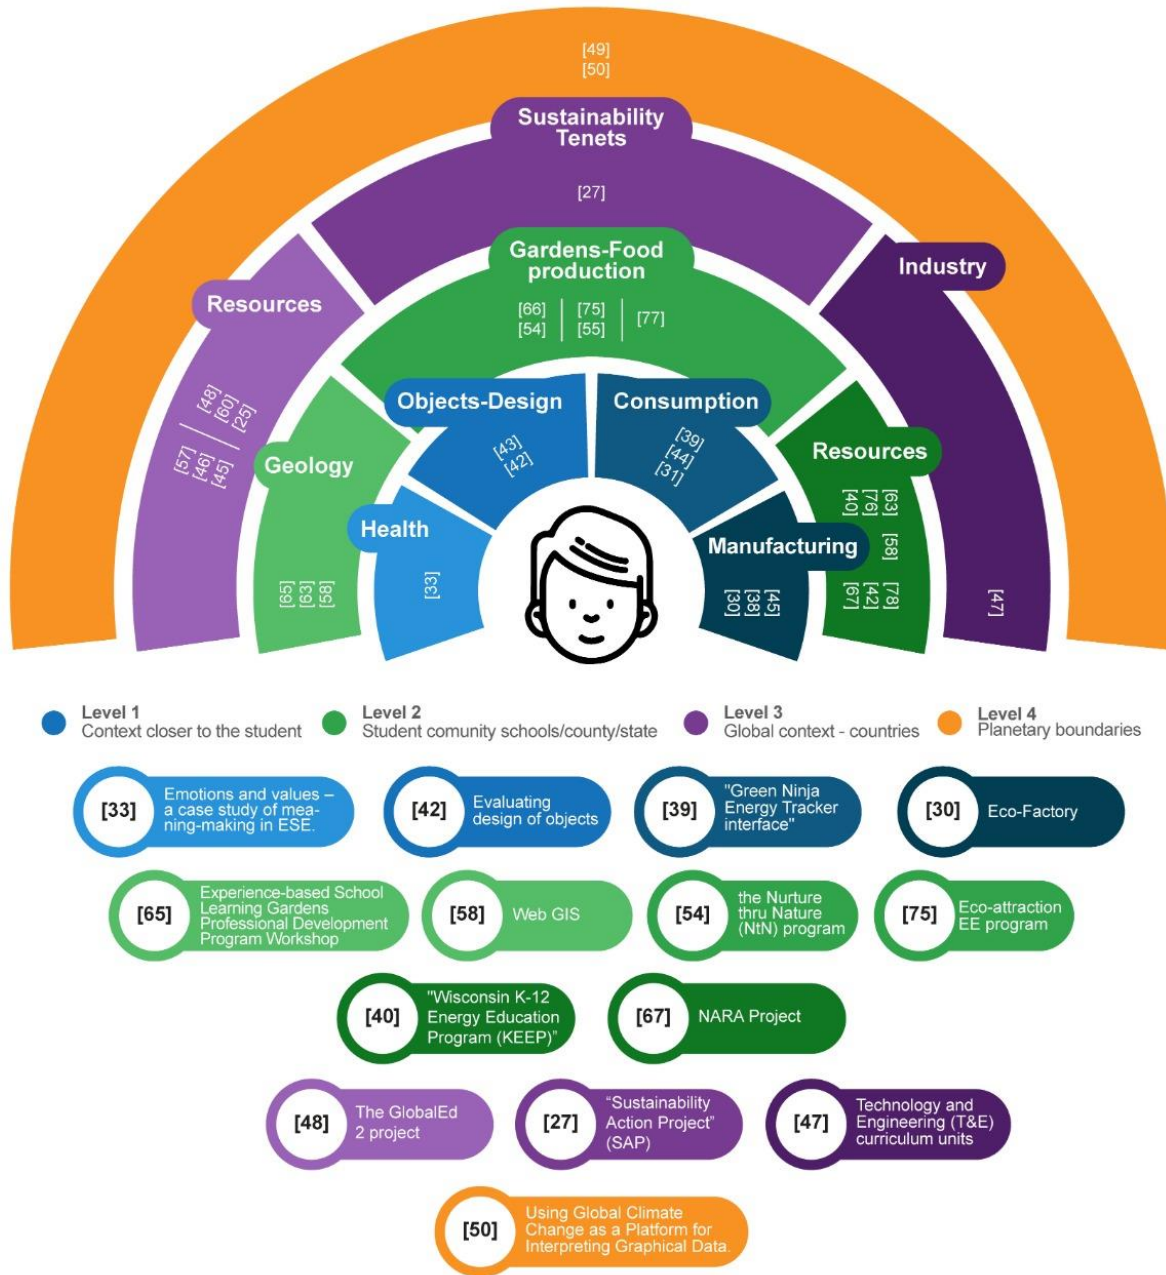 [49]
[50]
Sustainability
Tenets
[27]
Gardens-Food
production
[66]
[54]
[75]
[55]
[77]
Industry
Resources
[48]
[60]
[25]
[57]
[46]
[45]
Objects-Design
[43]
[42]
Consumption
[39]
[44]
[31]
Geology
[65]
[63]
[58]
Resources
[63]
[76]
[40]
[58]
[78]
[42]
[67]
Health
[33]
Manufacturing
[45]
[38]
[30]
[47]
Level 1
Context closer to the student
Level 2
Student comunity schools/county/state
Level 3
Global context - countries
Level 4
Planetary boundaries
[33]
Emotions and values –
a case study of mea-
ning-making in ESE.
[42]
Evaluating
design of objects
[39]
"Green Ninja
Energy Tracker
interface"
[30]
Eco-Factory
[65]
Experience-based School
Learning Gardens
Professional Development
Program Workshop
[58]
Web GIS
[54]
the Nurture
thru Nature
(NtN) program
[75]
Eco-attraction
EE program
[40]
"Wisconsin K-12
Energy Education
Program (KEEP)”
[67]
NARA Project
[48]
The GlobalEd
2 project
[27]
“Sustainability
Action Project”
(SAP)
[47]
Technology and
Engineering (T&E)
curriculum units
[50]
Using Global Climate
Change as a Platform for
Interpreting Graphical Data.